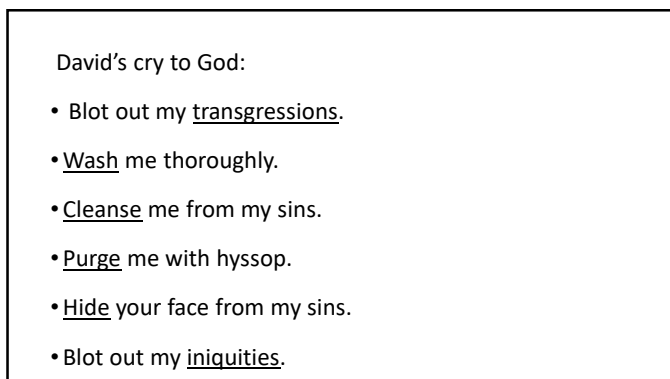 David’s cry to God:
• Blot out my transgressions.
• Wash me thoroughly.
• Cleanse me from my sins.
• Purge me with hyssop.
• Hide your face from my sins.
• Blot out my iniquities.